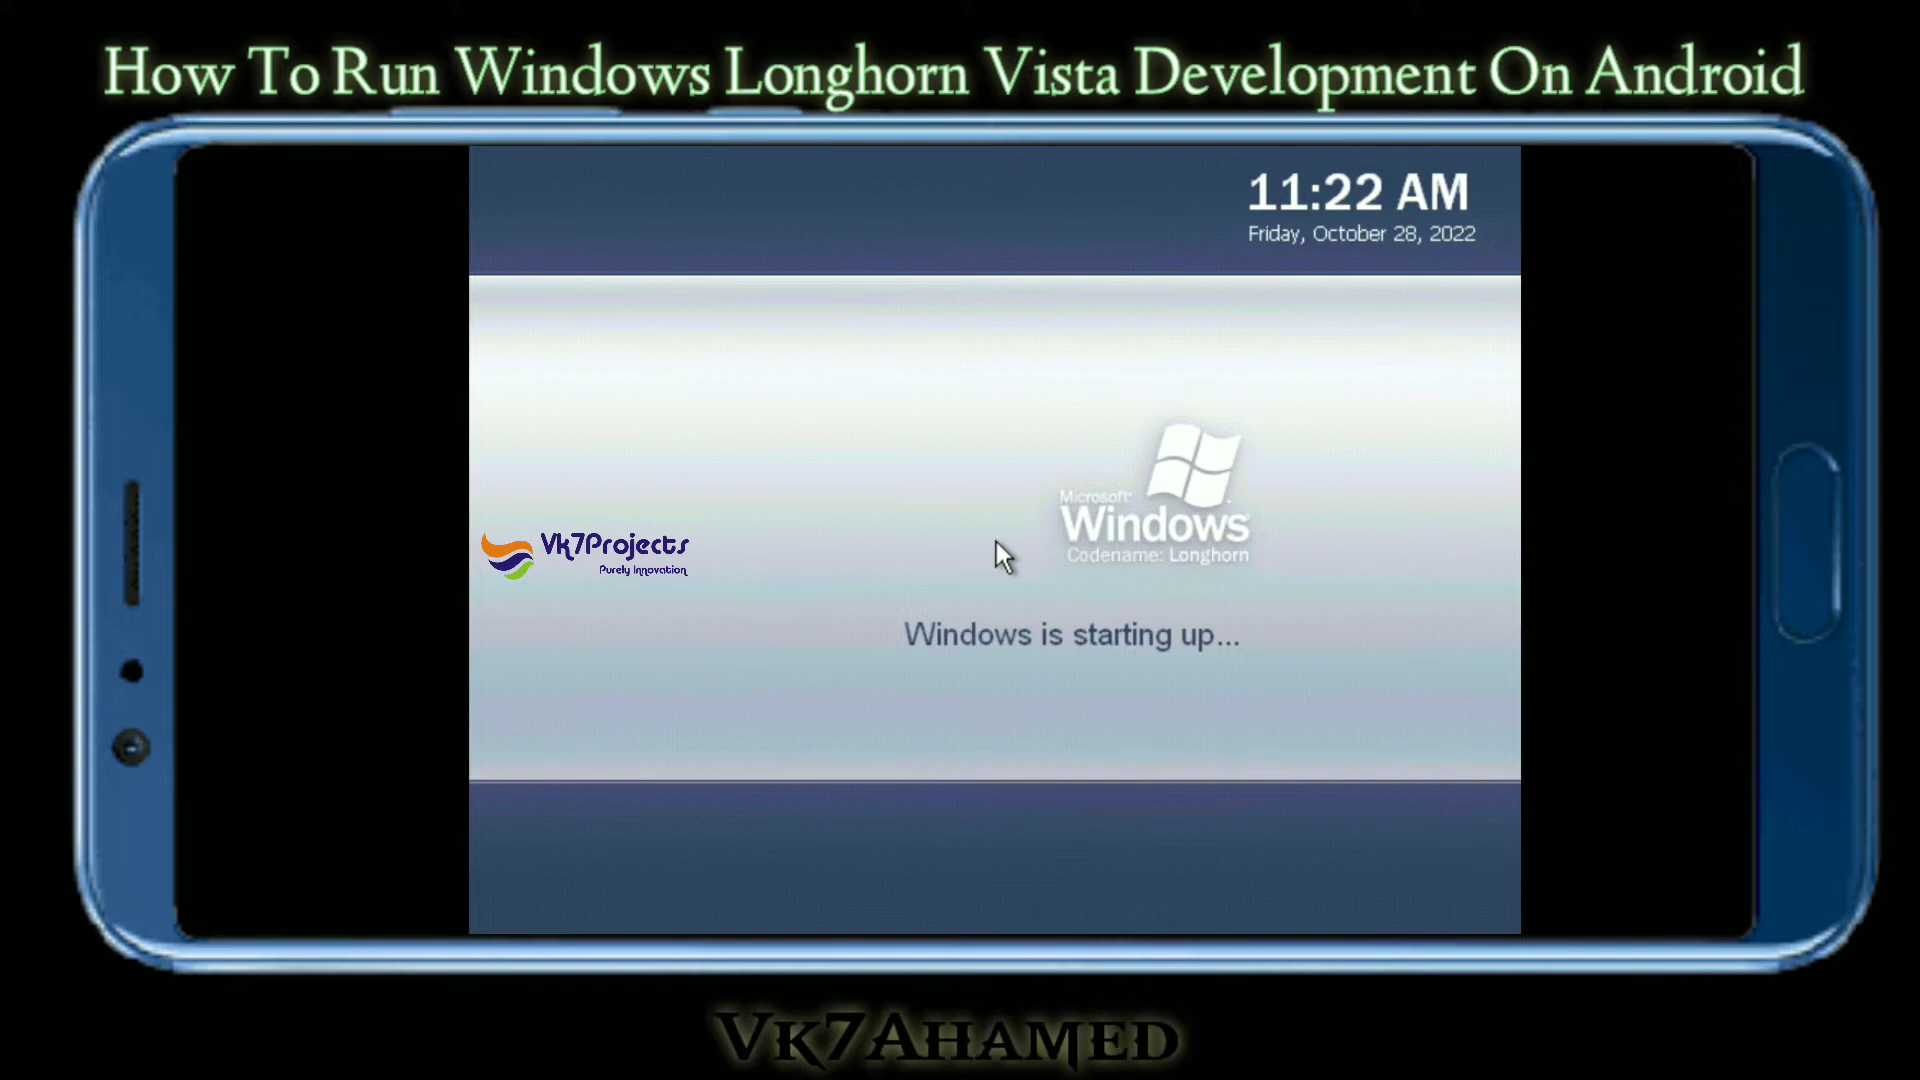 How To Run Windows Longhorn Vista Development On Android
11:22 AM
Friday, October 28, 2022
Microsoft
Windows
Codename: Longhorn
Vk7Projects
Purely Innovation
Windows is starting up...
Vk7Ahamed